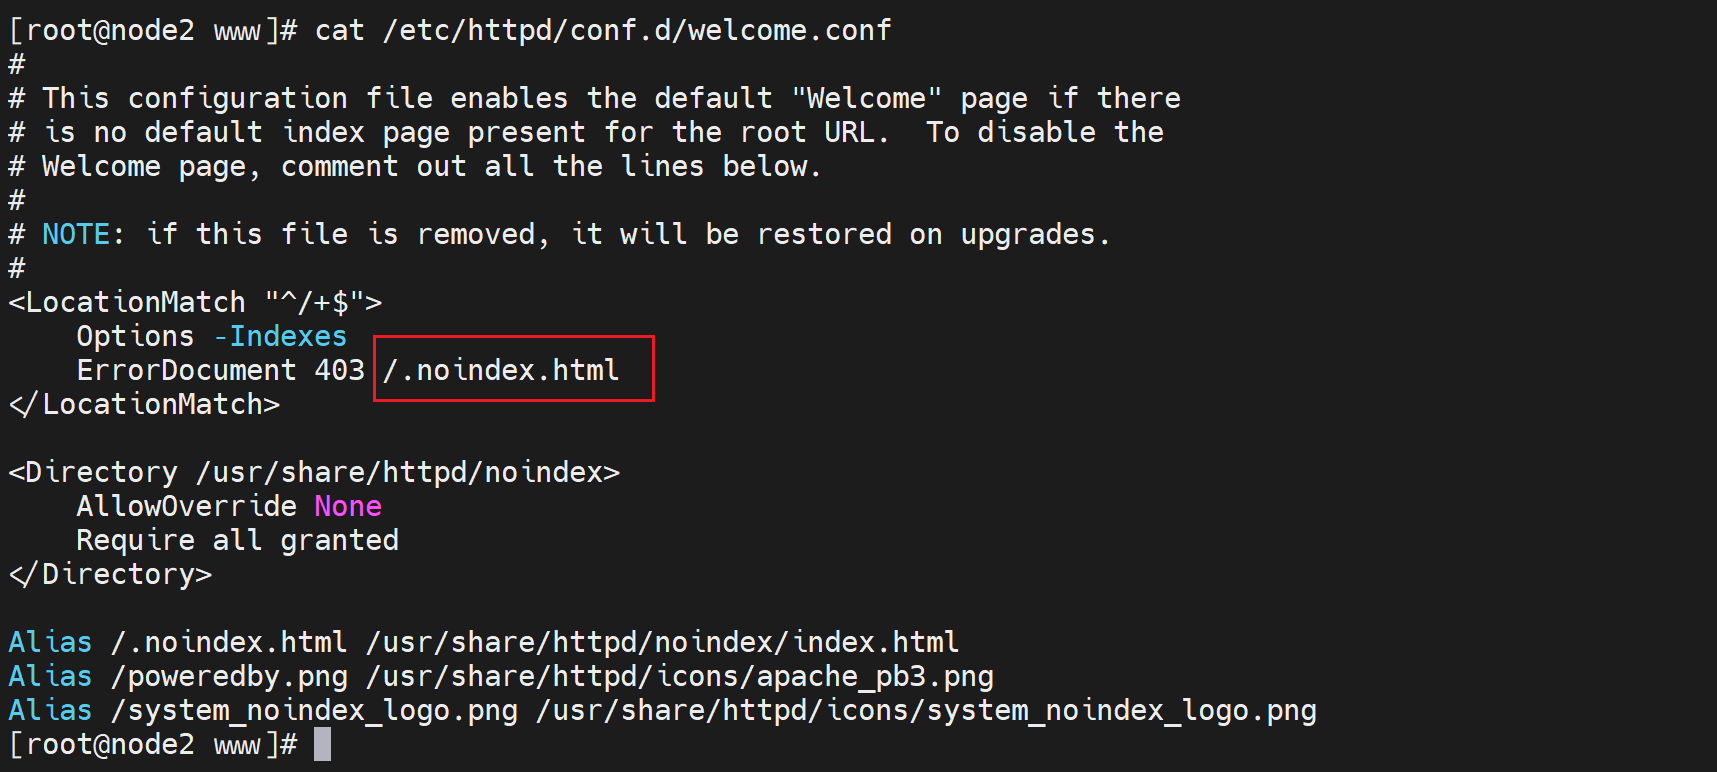 [root@node2 www]# cat /etc/httpd/conf.d/welcome.conf
#
# This configuration file enables the default "Welcome" page if there
# is no default index page present for the root URL.  To disable the
# Welcome page, comment out all the lines below.
#
# NOTE: if this file is removed, it will be restored on upgrades.
#
<LocationMatch "^/+$">
    Options -Indexes
    ErrorDocument 403 /.noindex.html
</LocationMatch>

<Directory /usr/share/httpd/noindex>
    AllowOverride None
    Require all granted
</Directory>

Alias /.noindex.html /usr/share/httpd/noindex/index.html
Alias /poweredby.png /usr/share/httpd/icons/apache_pb3.png
Alias /system_noindex_logo.png /usr/share/httpd/icons/system_noindex_logo.png
[root@node2 www]#